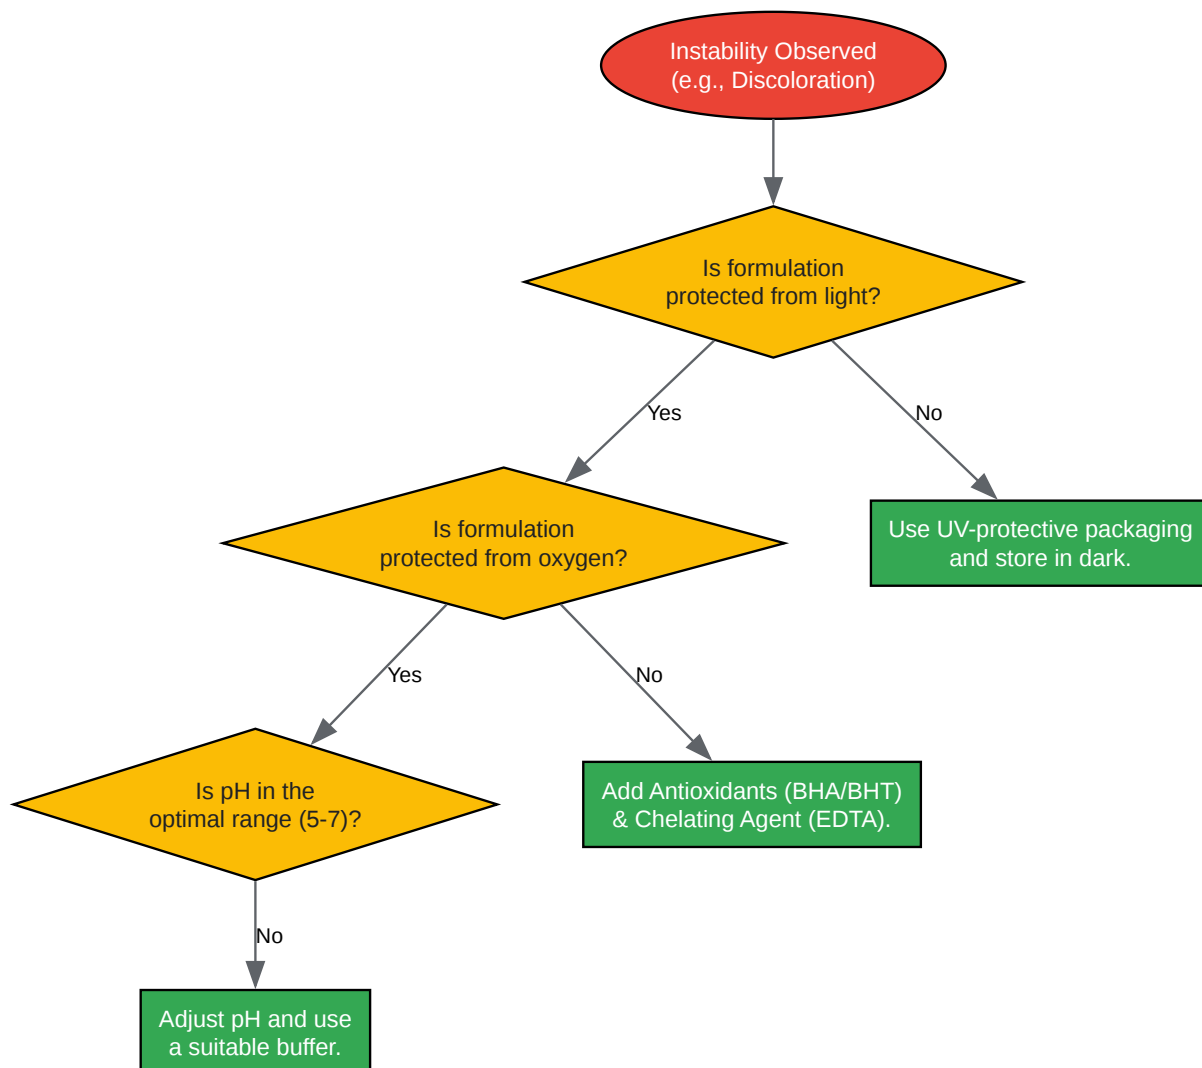 Instability Observed
(e.g., Discoloration)
Is formulation
protected from light?
Yes
No
Is formulation
protected from oxygen?
Use UV-protective packaging
and store in dark.
Yes
No
Is pH in the
optimal range (5-7)?
Add Antioxidants (BHA/BHT)
& Chelating Agent (EDTA).
No
Adjust pH and use
a suitable buffer.